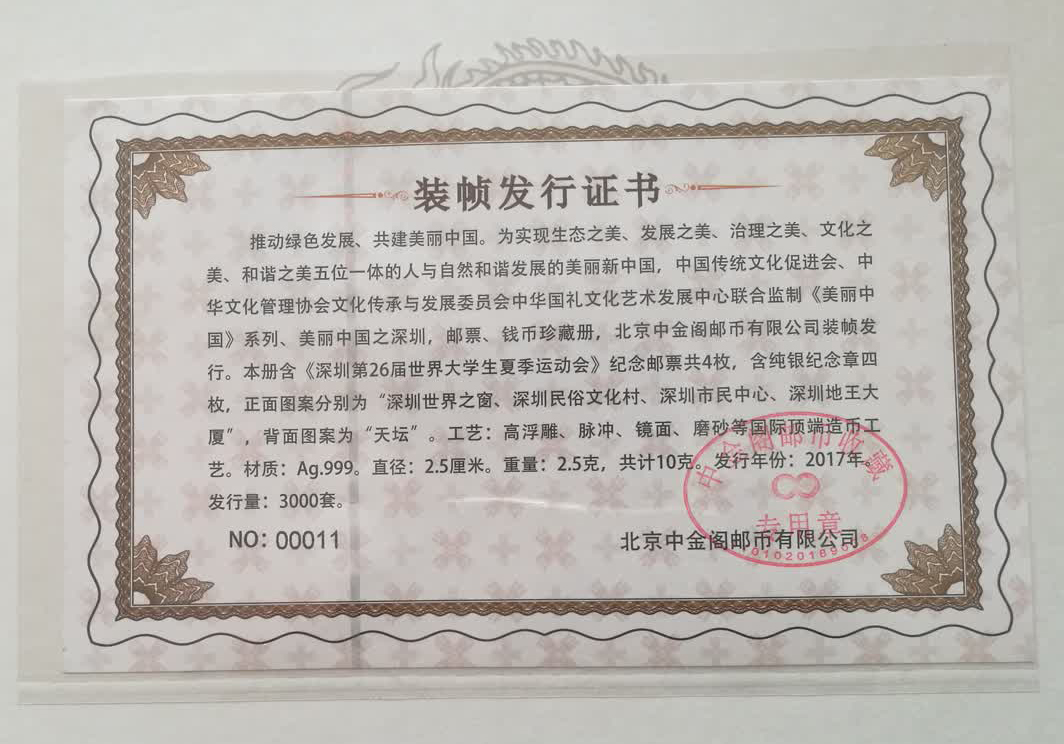 装帧发行证书
推动绿色发展、共建美丽中国。为实现生态之美、发展之美、治理之美、文化之
美、和谐之美五位一体的人与自然和谐发展的美丽新中国，中国传统文化促进会、中
华文化管理协会文化传承与发展委员会中华国礼文化艺术发展中心联合监制《美丽中
国》系列、美丽中国之深圳，邮票、钱币珍藏册，北京中金阁邮币有限公司装帧发
行。本册含《深圳第26届世界大学生夏季运动会》纪念邮票共4枚，含纯银纪念章四
枚，正面图案分别为“深圳世界之窗、深圳民俗文化村、深圳市民中心、深圳地王大
厦”，背面图案为“天坛”。工艺：高浮雕、脉冲、镜面、磨砂等国际顶端造币工
艺。材质：Ag.999。直径：2.5厘米。重量：2.5克，共计10克。发行年份：2017年。
发行量：3000套。
NO：00011
北京中金阁邮币有限公司
中金阁邮币收藏
专用章